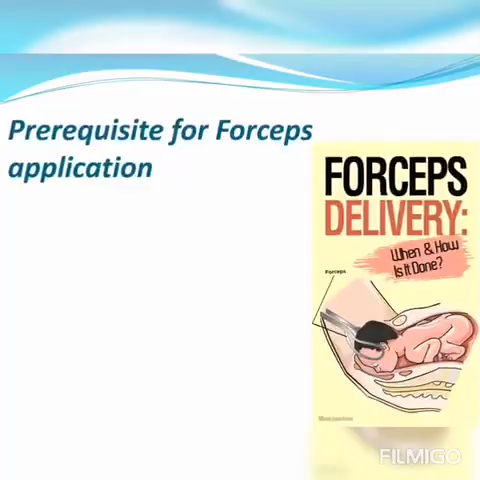 Prerequisite for Forceps
application
FORCEPS
DELIVERY:
When & How
Is It Done?
Forceps
FILMIGO